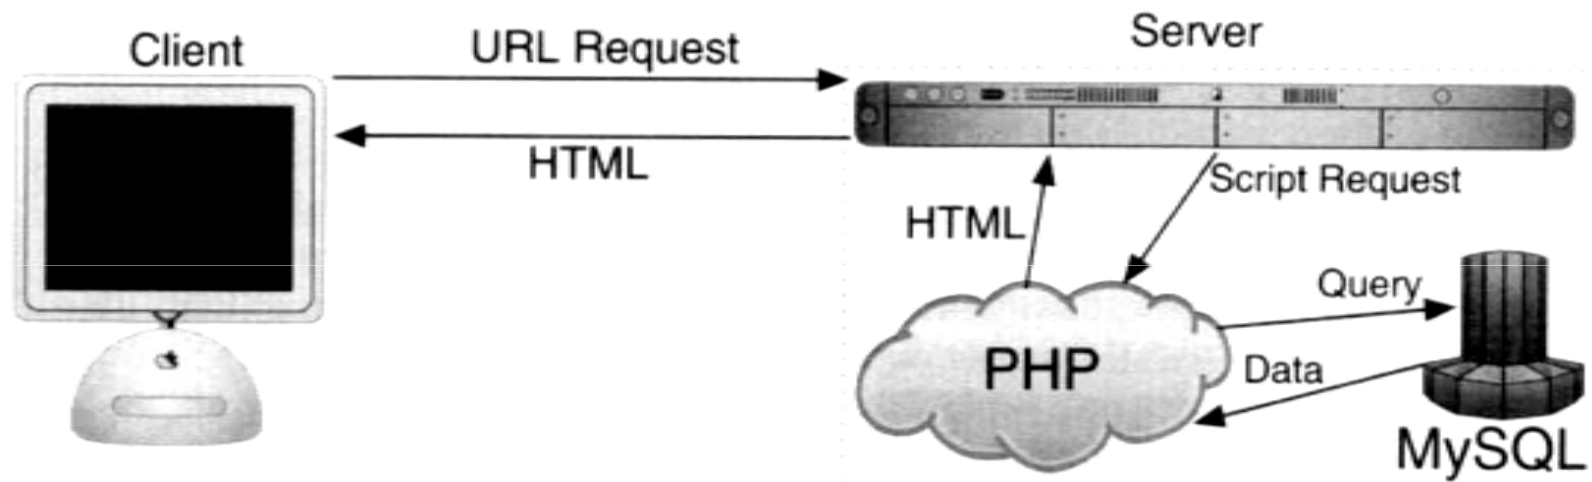 Client
URL Request
Server
HTML
Script Request
HTML
Query
PHP
Data
MySQL